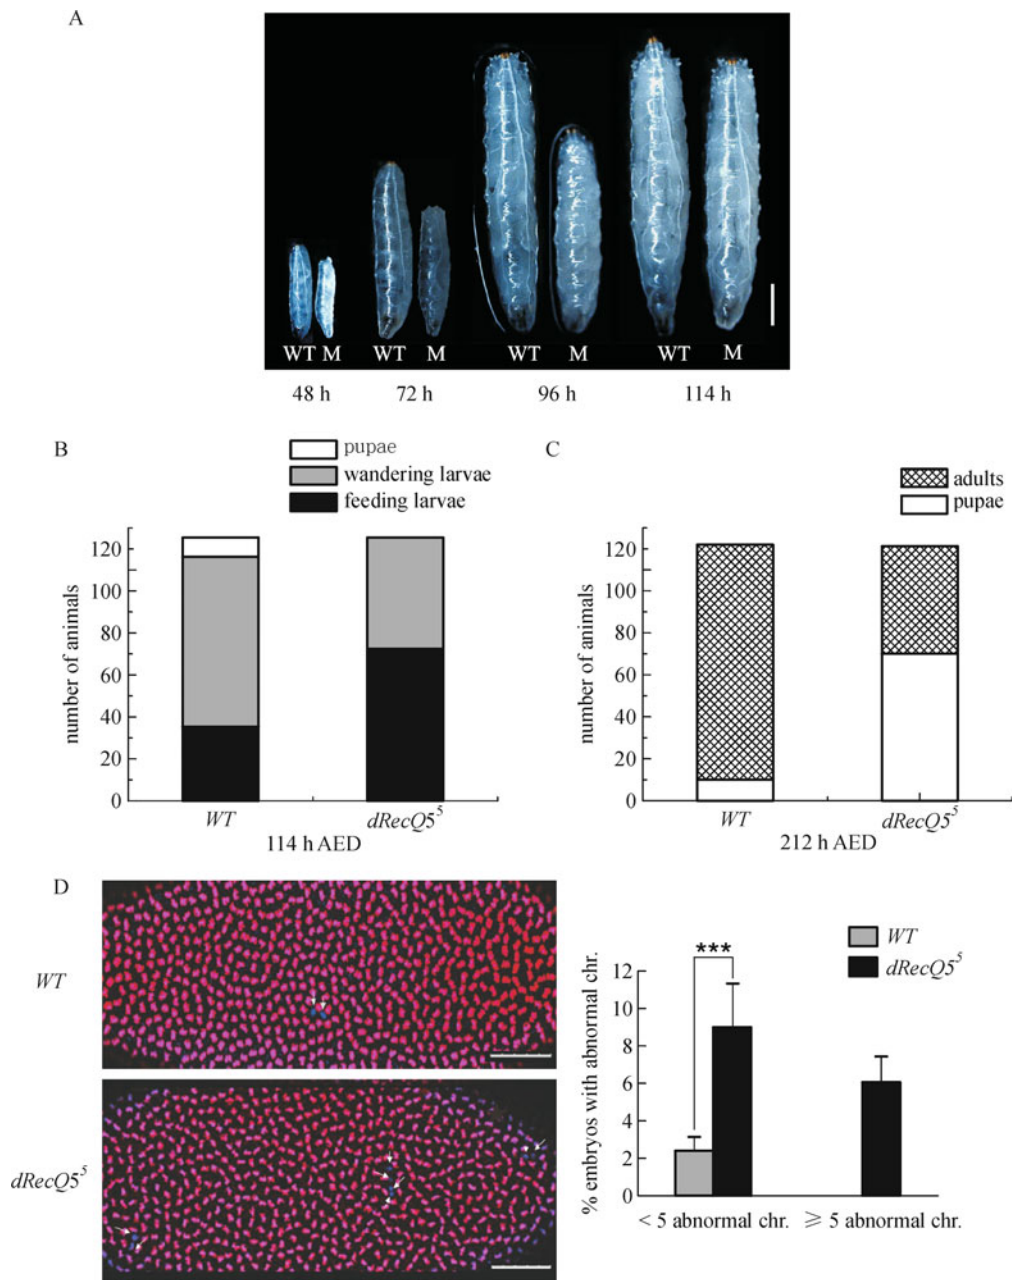 A
WT M WT M WT M WT M
48 h 72 h 96 h 114 h
B
pupae
wandering larvae
feeding larvae
number of animals
120
100
80
60
40
20
0
WT dRecQ5⁵
114 h AED
C
adults
pupae
number of animals
120
100
80
60
40
20
0
WT dRecQ5⁵
212 h AED
D
WT
dRecQ5⁵
WT
dRecQ5⁵
***
% embryos with abnormal chr.
12
10
8
6
4
2
0
< 5 abnormal chr. ⩾ 5 abnormal chr.